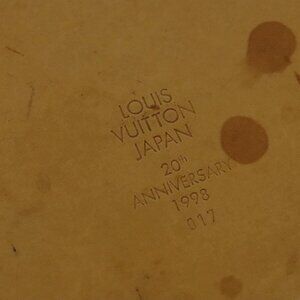 LOUIS
VUITTON
JAPAN
20th
ANNIVERSARY
1998
017